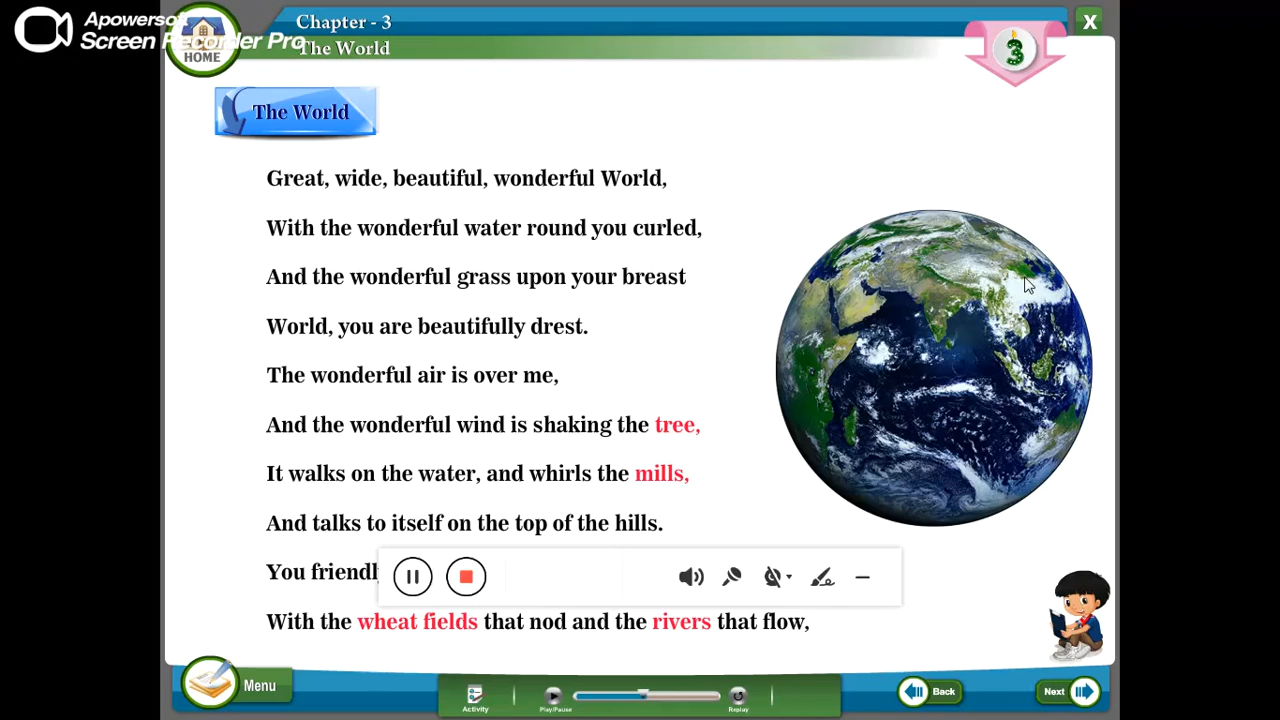 Apowersoft
Screen Recorder Pro
HOME
Chapter - 3
The World
3
X
The World
Great, wide, beautiful, wonderful World,
With the wonderful water round you curled,
And the wonderful grass upon your breast
World, you are beautifully drest.
The wonderful air is over me,
And the wonderful wind is shaking the tree,
It walks on the water, and whirls the mills,
And talks to itself on the top of the hills.
You friendly
With the wheat fields that nod and the rivers that flow,
Menu
Activity
Play/Pause
Replay
Back
Next